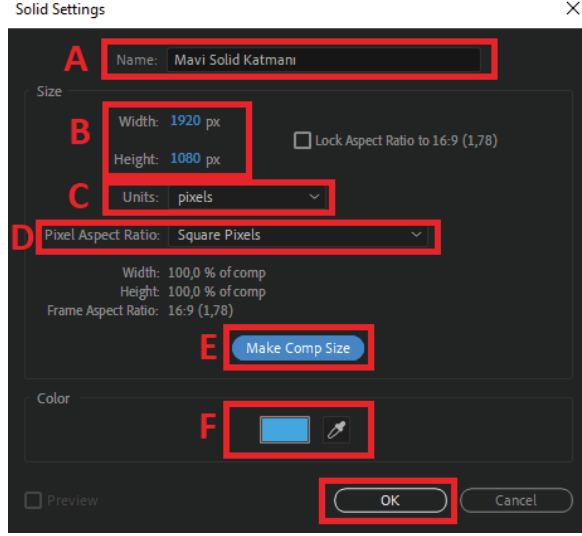 Solid Settings
A Name: Mavi Solid Katmanı
Size
B Width: 1920 px
Lock Aspect Ratio to 16:9 (1,78)
Height: 1080 px
C Units: pixels
D Pixel Aspect Ratio: Square Pixels
Width: 100,0 % of comp
Height: 100,0 % of comp
Frame Aspect Ratio: 16:9 (1,78)
E Make Comp Size
Color
F
Preview OK Cancel